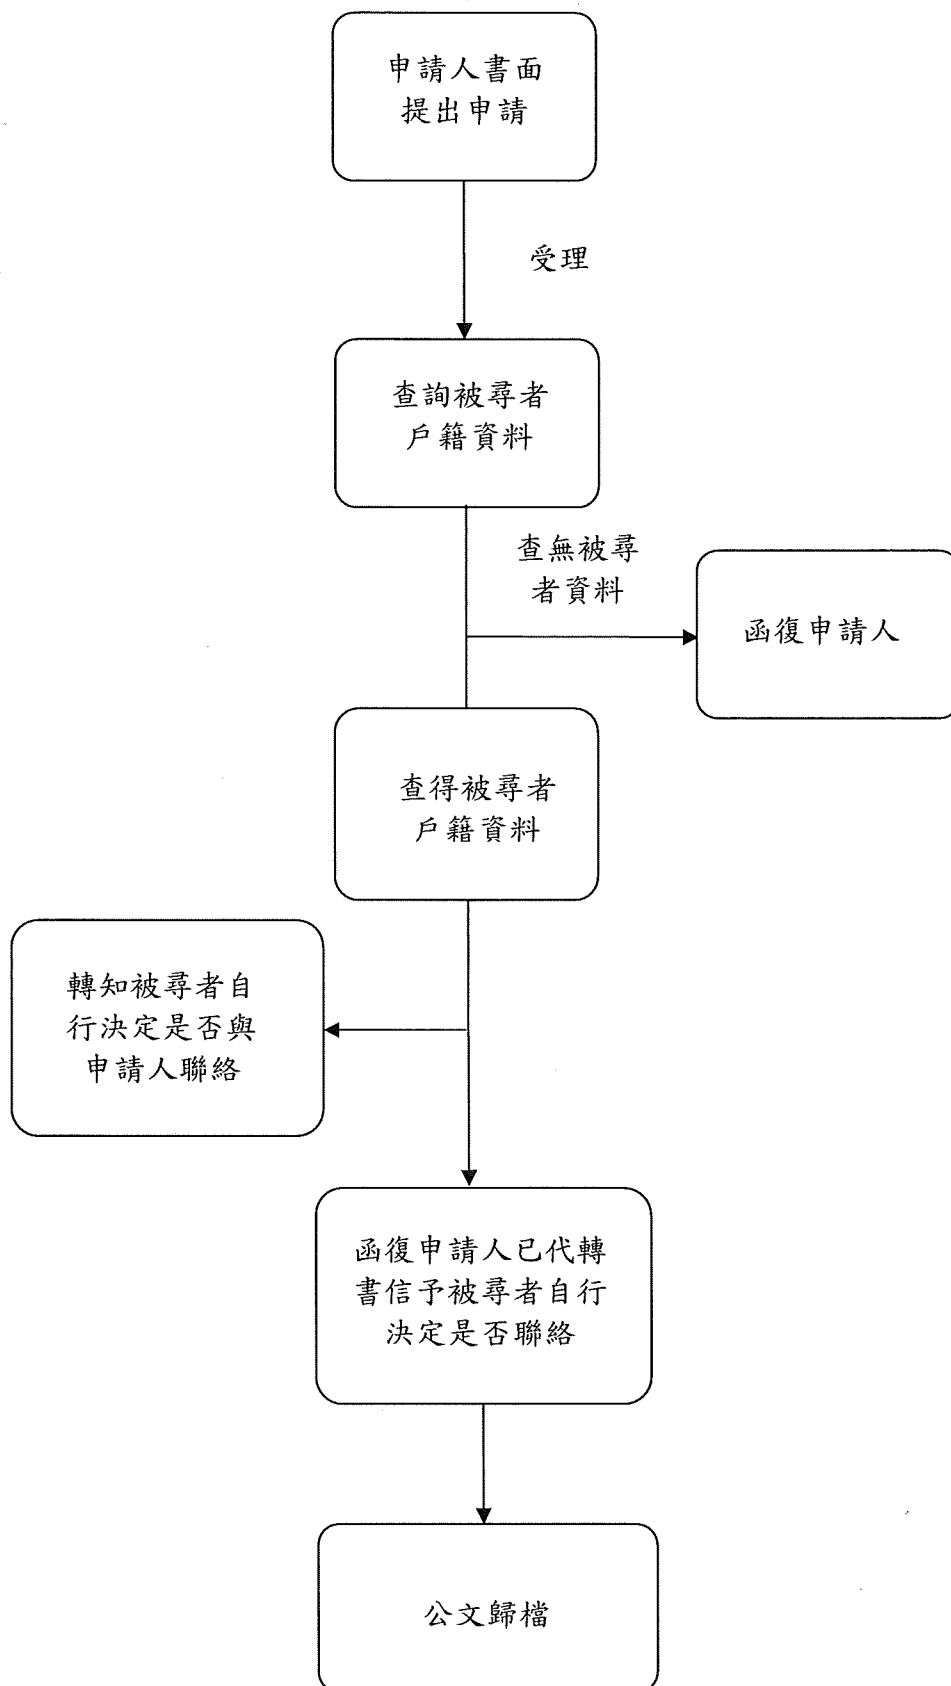 申請人書面
提出申請
受理
查詢被尋者
戶籍資料
查無被尋
者資料
函復申請人
查得被尋者
戶籍資料
轉知被尋者自
行決定是否與
申請人聯絡
函復申請人已代轉
書信予被尋者自行
決定是否聯絡
公文歸檔